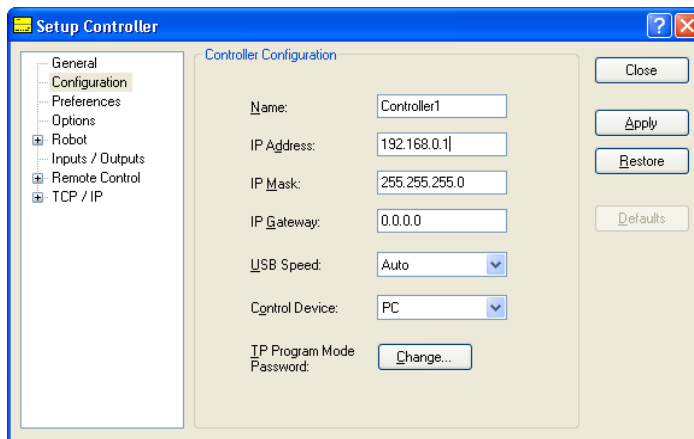 Setup Controller
General
Configuration
Preferences
Options
Robot
Inputs / Outputs
Remote Control
TCP / IP
Controller Configuration
Name: Controller1
IP Address: 192.168.0.1
IP Mask: 255.255.255.0
IP Gateway: 0.0.0.0
USB Speed: Auto
Control Device: PC
TP Program Mode
Password: Change...
Close
Apply
Restore
Defaults